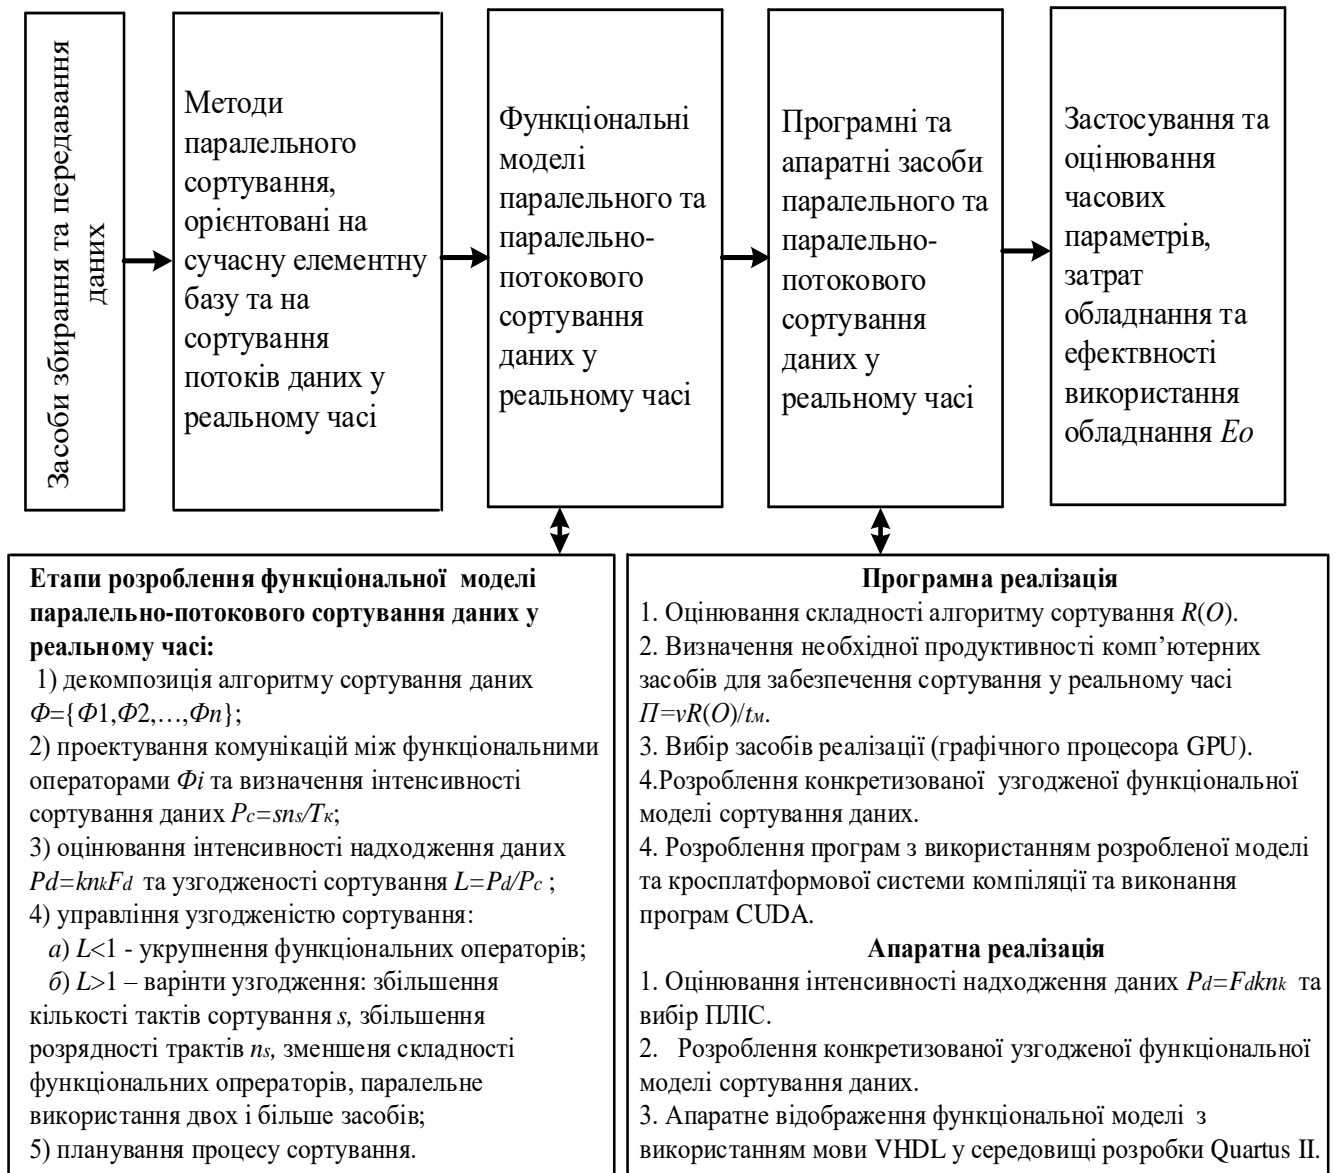 Засоби збирання та передавання
даних
Методи
паралельного
сортування,
орієнтовані на
сучасну елементну
базу та на
сортування
потоків даних у
реальному часі
Функціональні
моделі
паралельного та
паралельно-
потокового
сортування
даних у
реальному часі
Програмні та
апаратні засоби
паралельного та
паралельно-
потокового
сортування
даних у
реальному часі
Застосування та
оцінювання
часових
параметрів,
затрат
обладнання та
ефектвності
використання
обладнання Eo
Етапи розроблення функціональної моделі
паралельно-потокового сортування даних у
реальному часі:
1) декомпозиція алгоритму сортування даних
Ф={Ф1,Ф2,…,Фn};
2) проектування комунікацій між функціональними
операторами Фi та визначення інтенсивності
сортування даних Pc=sns/Tк;
3) оцінювання інтенсивності надходження даних
Pd=knkFd та узгодженості сортування L=Pd/Pc ;
4) управління узгодженістю сортування:
а) L<1 - укрупнення функціональних операторів;
б) L>1 – варінти узгодження: збільшення
кількості тактів сортування s, збільшення
розрядності трактів ns, зменшеня складності
функціональних опрераторів, паралельне
використання двох і більше засобів;
5) планування процесу сортування.
Програмна реалізація
1. Оцінювання складності алгоритму сортування R(O).
2. Визначення необхідної продуктивності комп’ютерних
засобів для забезпечення сортування у реальному часі
П=vR(O)/tм.
3. Вибір засобів реалізації (графічного процесора GPU).
4.Розроблення конкретизованої узгодженої функціональної
моделі сортування даних.
4. Розроблення програм з використанням розробленої моделі
та кросплатформової системи компіляції та виконання
програм CUDA.
Апаратна реалізація
1. Оцінювання інтенсивності надходження даних Pd=Fdknk та
вибір ПЛІС.
2. Розроблення конкретизованої узгодженої функціональної
моделі сортування даних.
3. Апаратне відображення функціональної моделі з
використанням мови VHDL у середовищі розробки Quartus II.